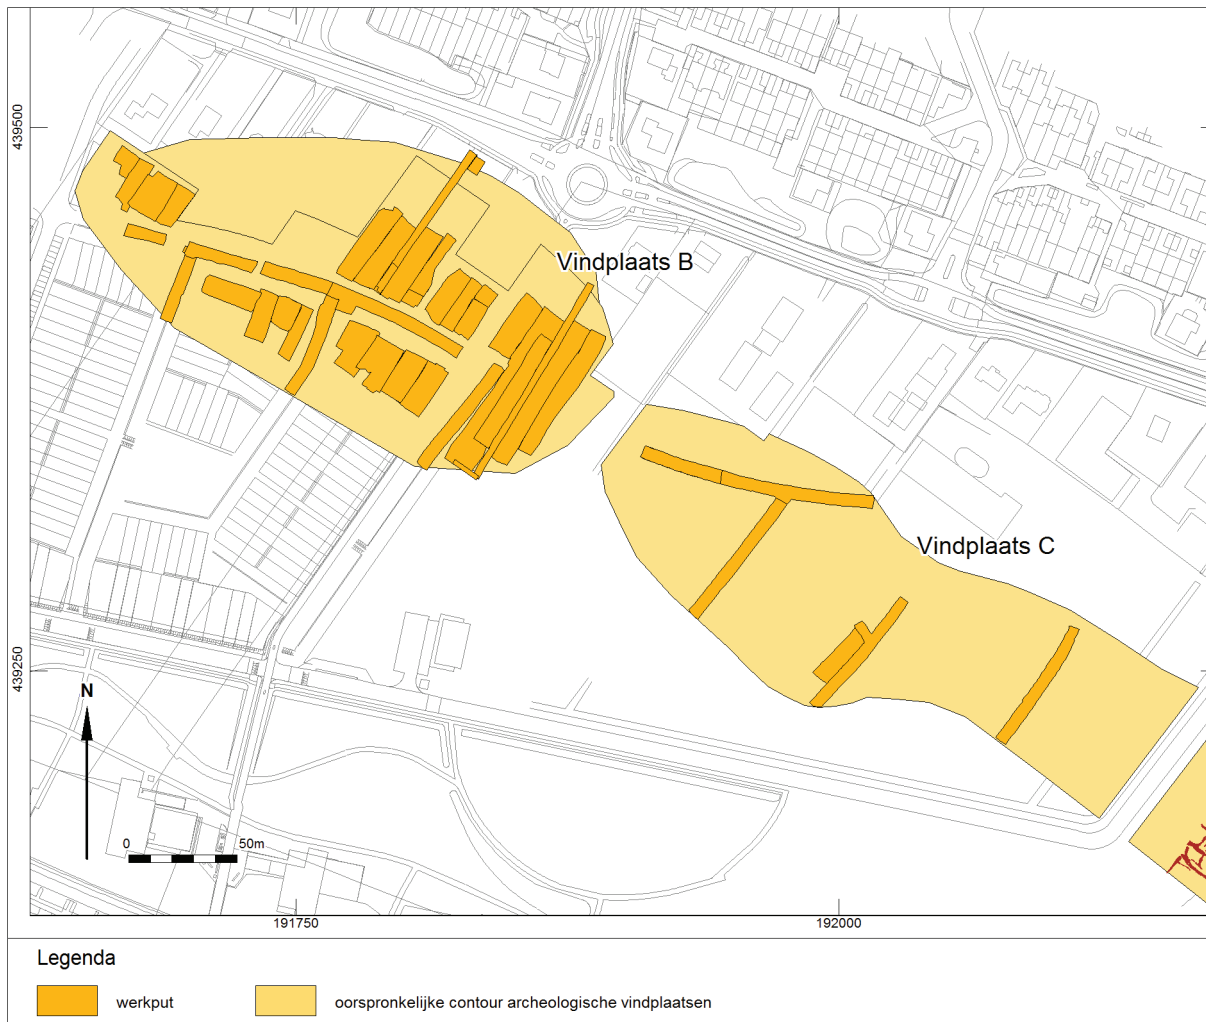 439500
Vindplaats B
Vindplaats C
439250
N
0 50m
191750 192000
Legenda
werkput oorspronkelijke contour archeologische vindplaatsen